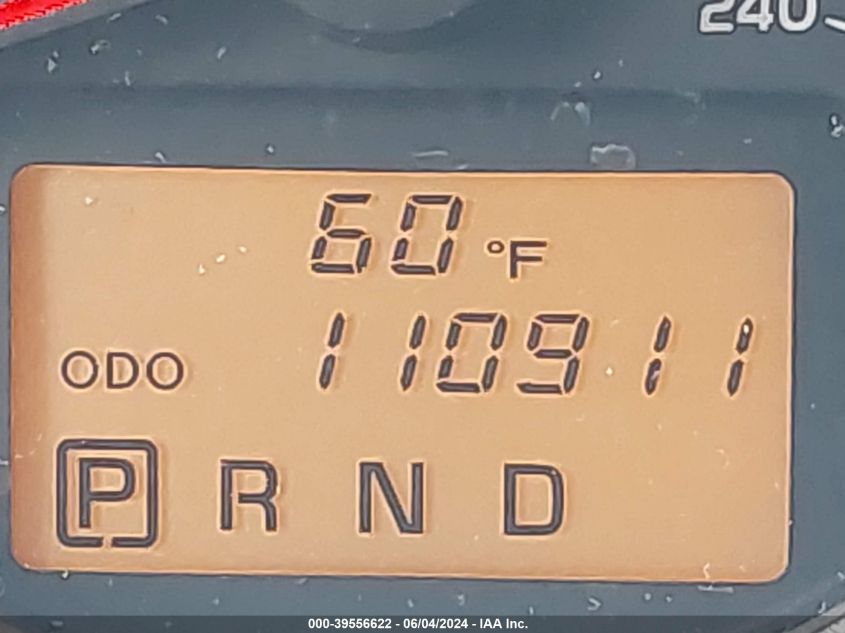 240
60 °F
ODO 110911
P R N D
000-39556622 - 06/04/2024 - IAA Inc.